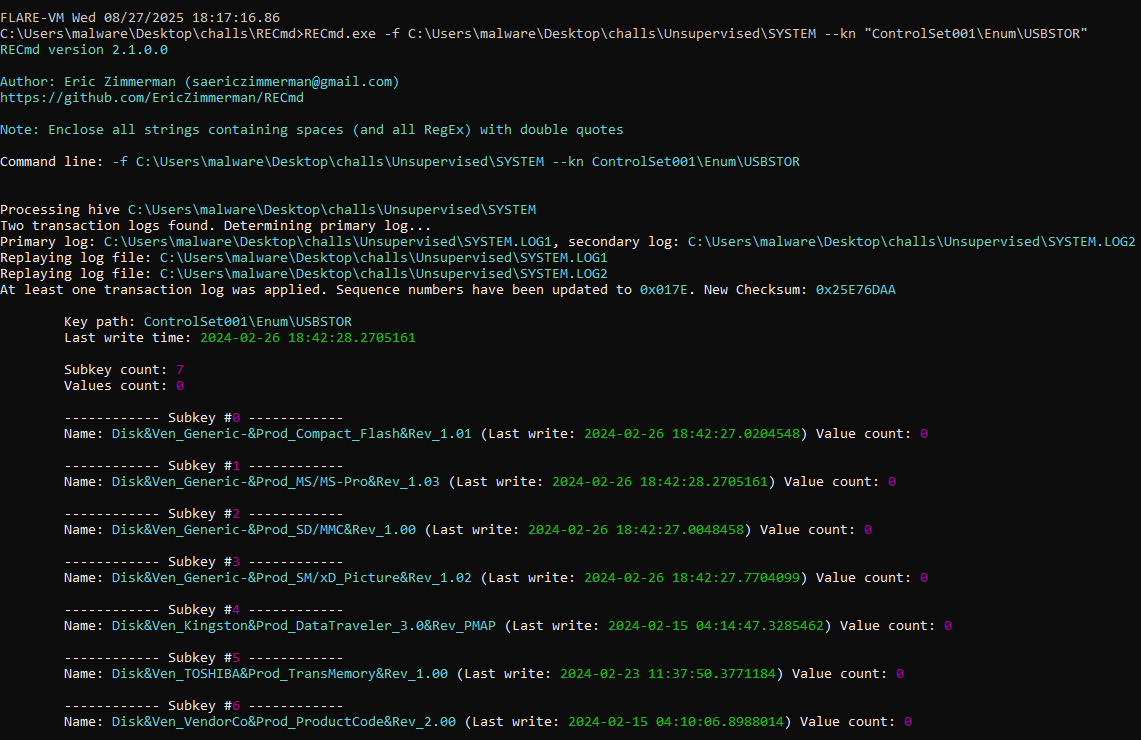 FLARE-VM Wed 08/27/2025 18:17:16.86
C:\Users\malware\Desktop\challs\RECmd>RECmd.exe -f C:\Users\malware\Desktop\challs\Unsupervised\SYSTEM --kn "ControlSet001\Enum\USBSTOR"
RECmd version 2.1.0.0
Author: Eric Zimmerman (saericzimmerman@gmail.com)
https://github.com/EricZimmerman/RECmd
Note: Enclose all strings containing spaces (and all RegEx) with double quotes
Command line: -f C:\Users\malware\Desktop\challs\Unsupervised\SYSTEM --kn ControlSet001\Enum\USBSTOR
Processing hive C:\Users\malware\Desktop\challs\Unsupervised\SYSTEM
Two transaction logs found. Determining primary log...
Primary log: C:\Users\malware\Desktop\challs\Unsupervised\SYSTEM.LOG1, secondary log: C:\Users\malware\Desktop\challs\Unsupervised\SYSTEM.LOG2
Replaying log file: C:\Users\malware\Desktop\challs\Unsupervised\SYSTEM.LOG1
Replaying log file: C:\Users\malware\Desktop\challs\Unsupervised\SYSTEM.LOG2
At least one transaction log was applied. Sequence numbers have been updated to 0x017E. New Checksum: 0x25E76DAA
Key path: ControlSet001\Enum\USBSTOR
Last write time: 2024-02-26 18:42:28.2705161
Subkey count: 7
Values count: 0
------------ Subkey #0 ------------
Name: Disk&Ven_Generic-&Prod_Compact_Flash&Rev_1.01 (Last write: 2024-02-26 18:42:27.0204548) Value count: 0
------------ Subkey #1 ------------
Name: Disk&Ven_Generic-&Prod_MS/MS-Pro&Rev_1.03 (Last write: 2024-02-26 18:42:28.2705161) Value count: 0
------------ Subkey #2 ------------
Name: Disk&Ven_Generic-&Prod_SD/MMC&Rev_1.00 (Last write: 2024-02-26 18:42:27.0048458) Value count: 0
------------ Subkey #3 ------------
Name: Disk&Ven_Generic-&Prod_SM/xD_Picture&Rev_1.02 (Last write: 2024-02-26 18:42:27.7704099) Value count: 0
------------ Subkey #4 ------------
Name: Disk&Ven_Kingston&Prod_DataTraveler_3.0&Rev_PMAP (Last write: 2024-02-15 04:14:47.3285462) Value count: 0
------------ Subkey #5 ------------
Name: Disk&Ven_TOSHIBA&Prod_TransMemory&Rev_1.00 (Last write: 2024-02-23 11:37:50.3771184) Value count: 0
------------ Subkey #6 ------------
Name: Disk&Ven_VendorCo&Prod_ProductCode&Rev_2.00 (Last write: 2024-02-15 04:10:06.8988014) Value count: 0